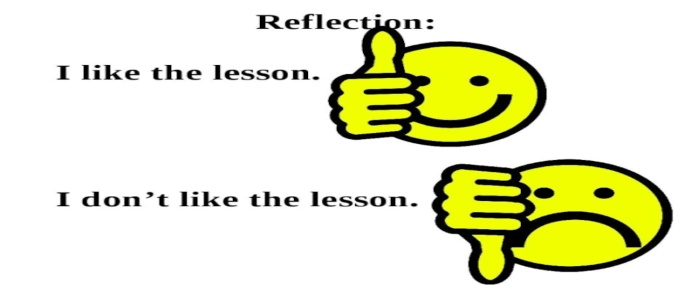 Reflection:
I like the lesson.
I don’t like the lesson.